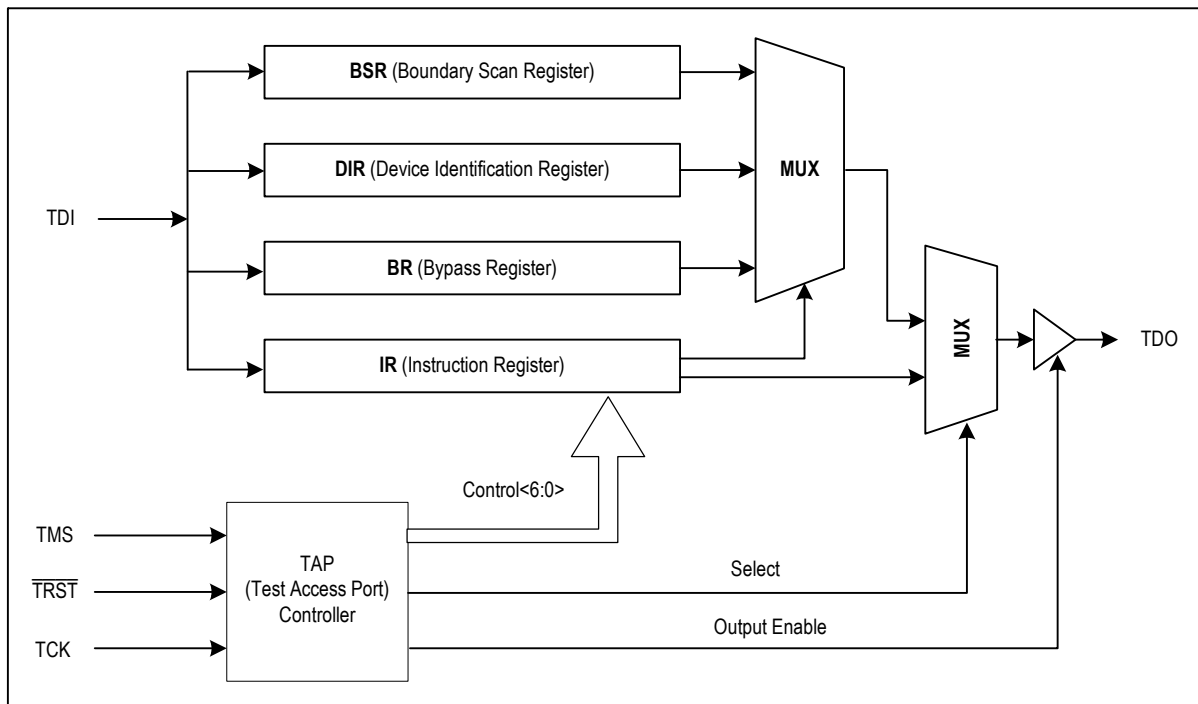 BSR (Boundary Scan Register)
DIR (Device Identification Register)
MUX
TDI
BR (Bypass Register)
MUX
TDO
IR (Instruction Register)
Control<6:0>
TMS
TAP
(Test Access Port)
Controller
Select
TRST
Output Enable
TCK